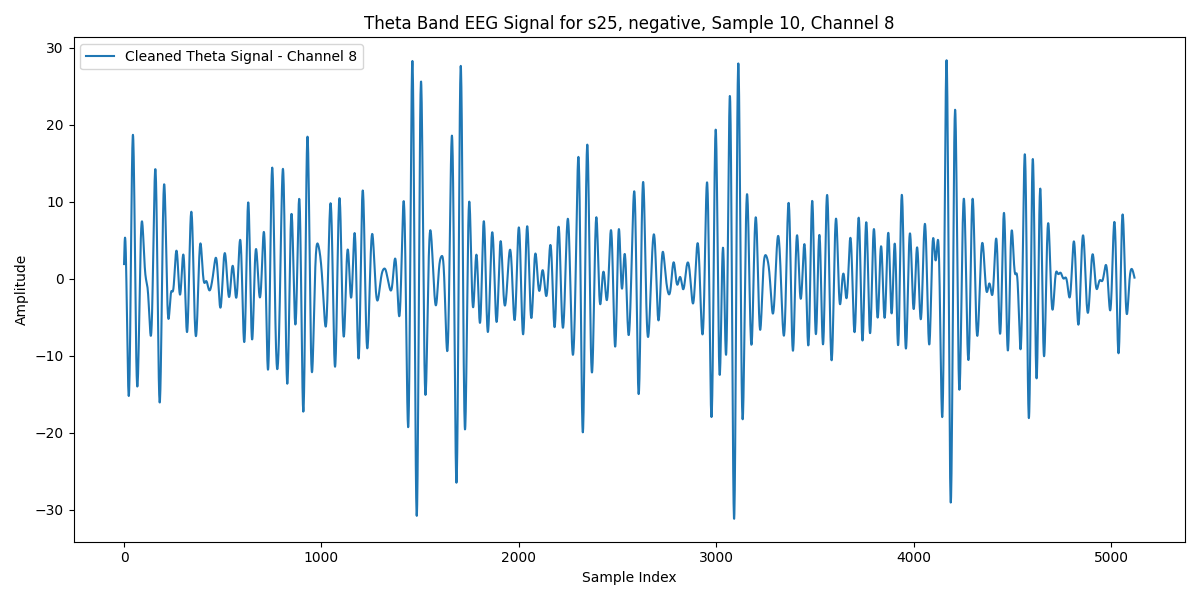 Theta Band EEG Signal for s25, negative, Sample 10, Channel 8
Cleaned Theta Signal - Channel 8
30
20
10
0
−10
−20
−30
Amplitude
0 1000 2000 3000 4000 5000
Sample Index